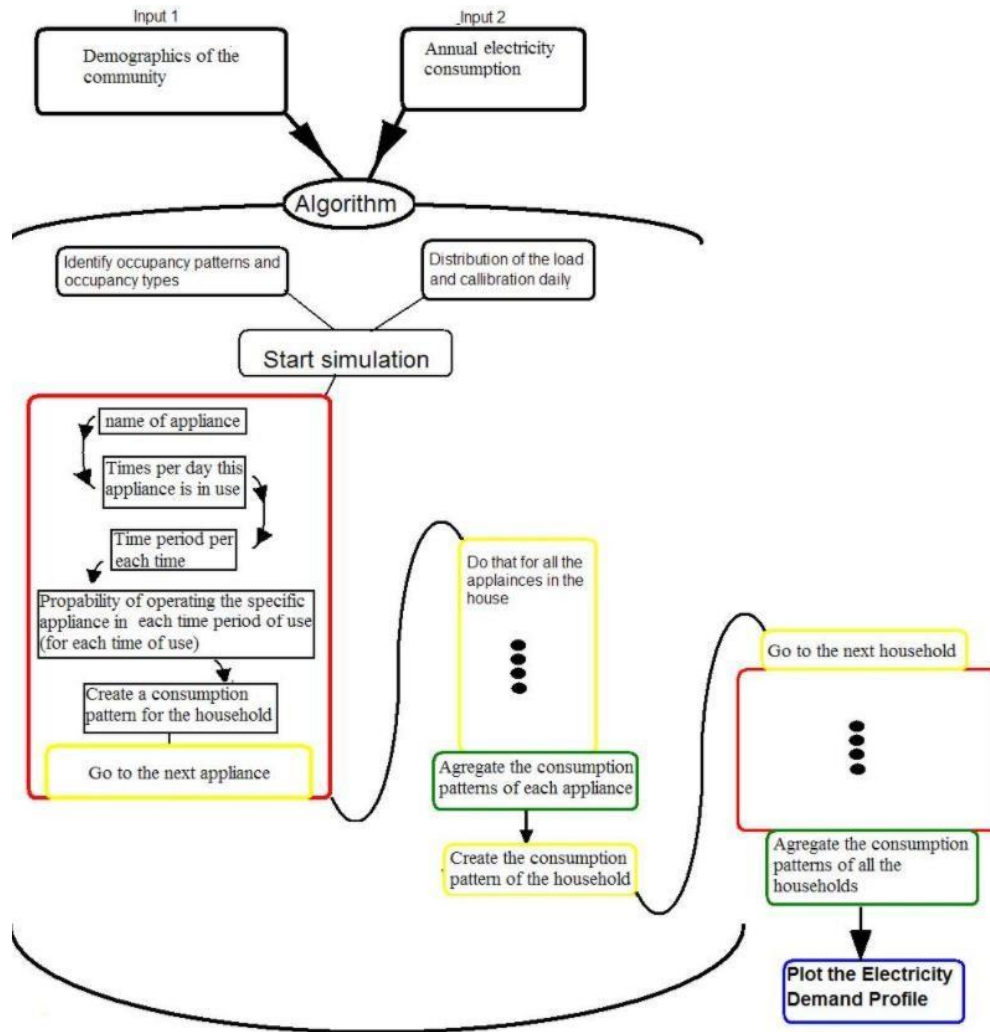 Input 1
Input 2
Demographics of the
community
Annual electricity
consumption
Algorithm
Identify occupancy patterns and
occupancy types
Distribution of the load
and callibration daily
Start simulation
name of appliance
Times per day this
appliance is in use
Time period per
each time
Propability of operating the specific
appliance in each time period of use
(for each time of use)
Create a consumption
pattern for the household
Go to the next appliance
Do that for all the
applainces in the
house
Agregate the consumption
patterns of each appliance
Create the consumption
pattern of the household
Go to the next household
Agregate the consumption
patterns of all the
households
Plot the Electricity
Demand Profile